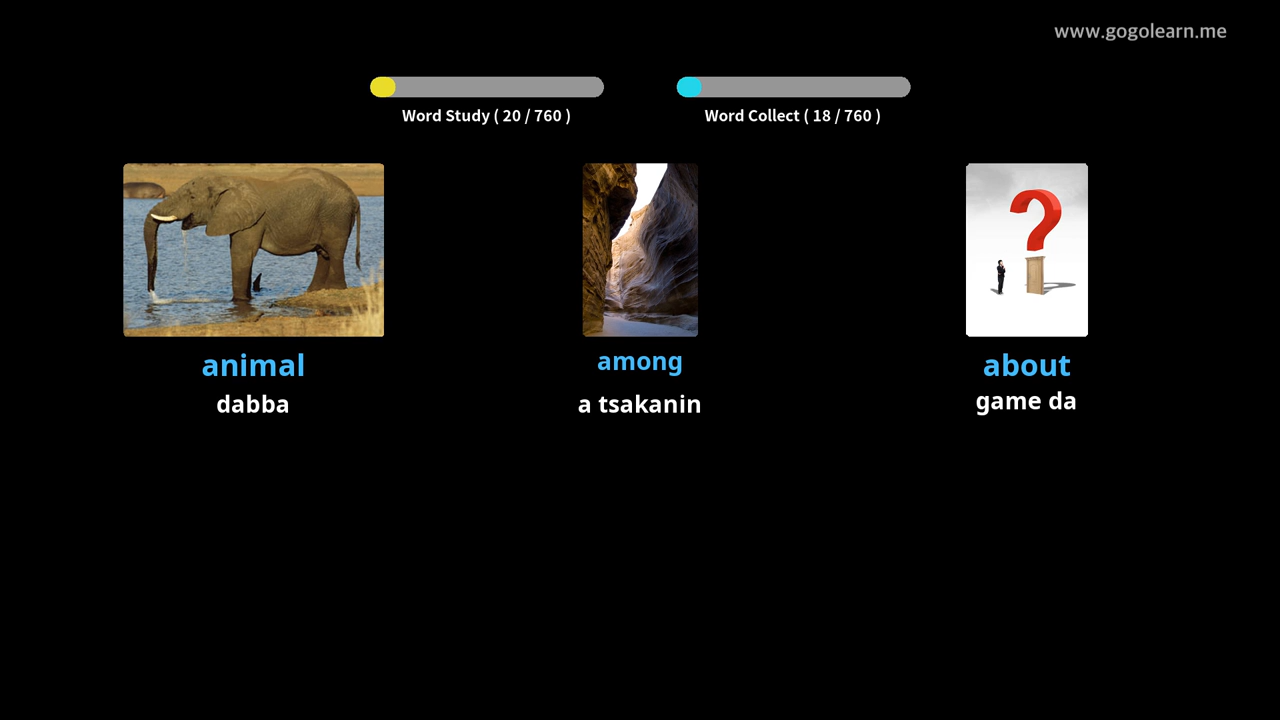 www.gogolearn.me
Word Study ( 20 / 760 )
Word Collect ( 18 / 760 )
animal
dabba
among
a tsakanin
about
game da